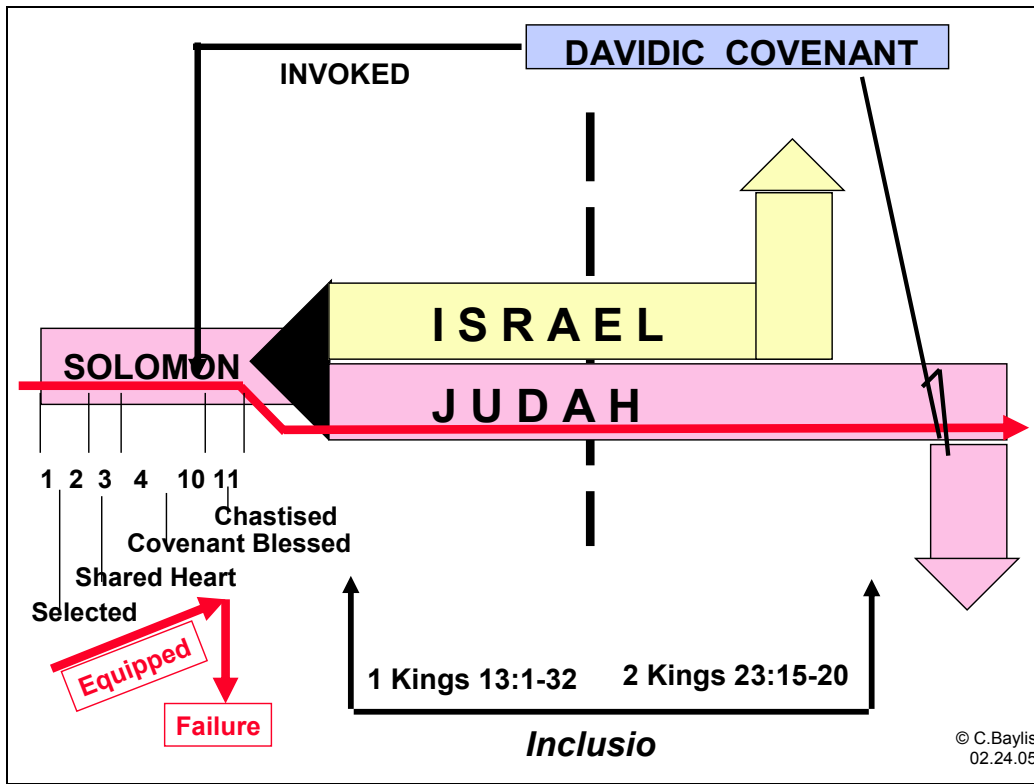 DAVIDIC COVENANT
INVOKED
ISRAEL
SOLOMON
JUDAH
1 2 3 4 10 11
Chastised
Covenant Blessed
Shared Heart
Selected
Equipped
Failure
1 Kings 13:1-32 2 Kings 23:15-20
Inclusio
© C.Baylis
02.24.05